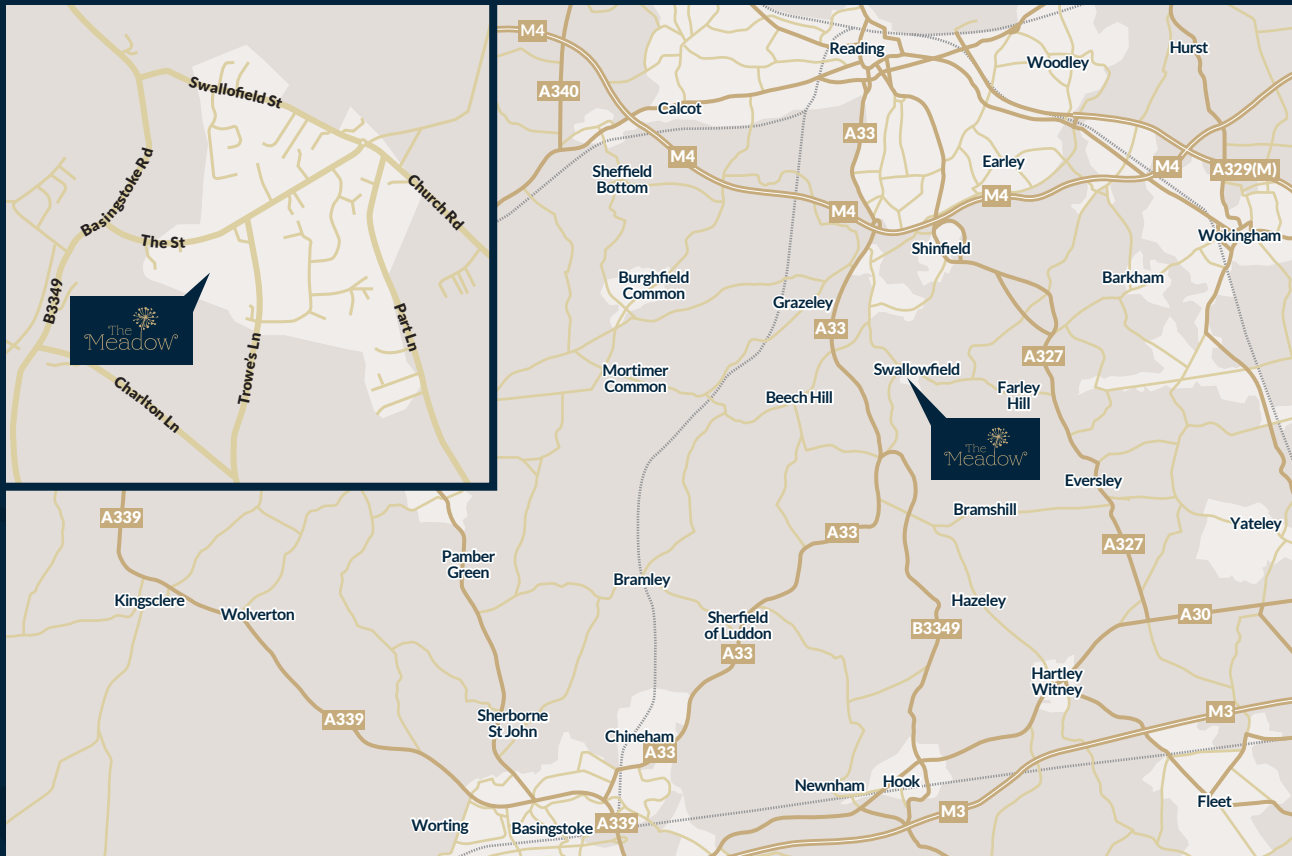 Swallofield St
Basingstoke Rd
Church Rd
The St
B3349
The
Meadow
Part Ln
Trowe's Ln
Charlton Ln
M4
Reading
Hurst
Woodley
A340
Calcot
A33
M4
Earley
M4
A329(M)
Sheffield
Bottom
M4
M4
Wokingham
Shinfield
Burghfield
Common
Barkham
Grazeley
A33
A327
Mortimer
Common
Swallowfield
Beech Hill
Farley
Hill
The
Meadow
Eversley
Bramshill
A339
Yateley
A33
A327
Pamber
Green
Bramley
Kingsclere
Wolverton
Hazeley
A30
Sherfield
of Luddon
B3349
A33
Hartley
Witney
A339
M3
Sherborne
St John
Chineham
A33
Newnham
Hook
Fleet
M3
Worting
Basingstoke
A339